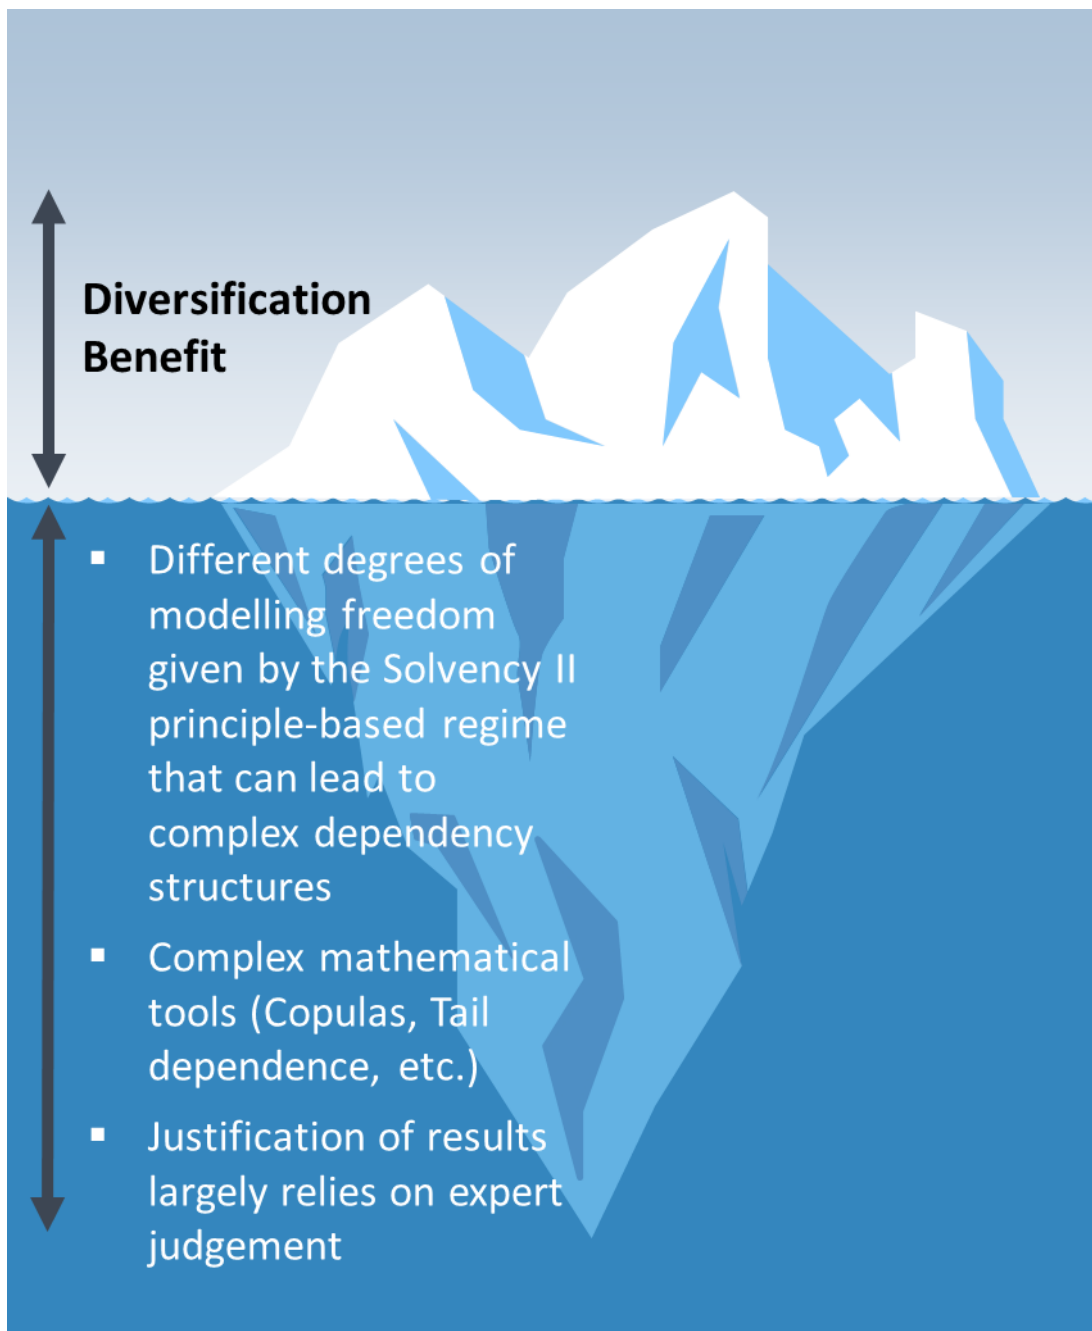 Diversification
Benefit
▪ Different degrees of
modelling freedom
given by the Solvency II
principle-based regime
that can lead to
complex dependency
structures
▪ Complex mathematical
tools (Copulas, Tail
dependence, etc.)
▪ Justification of results
largely relies on expert
judgement